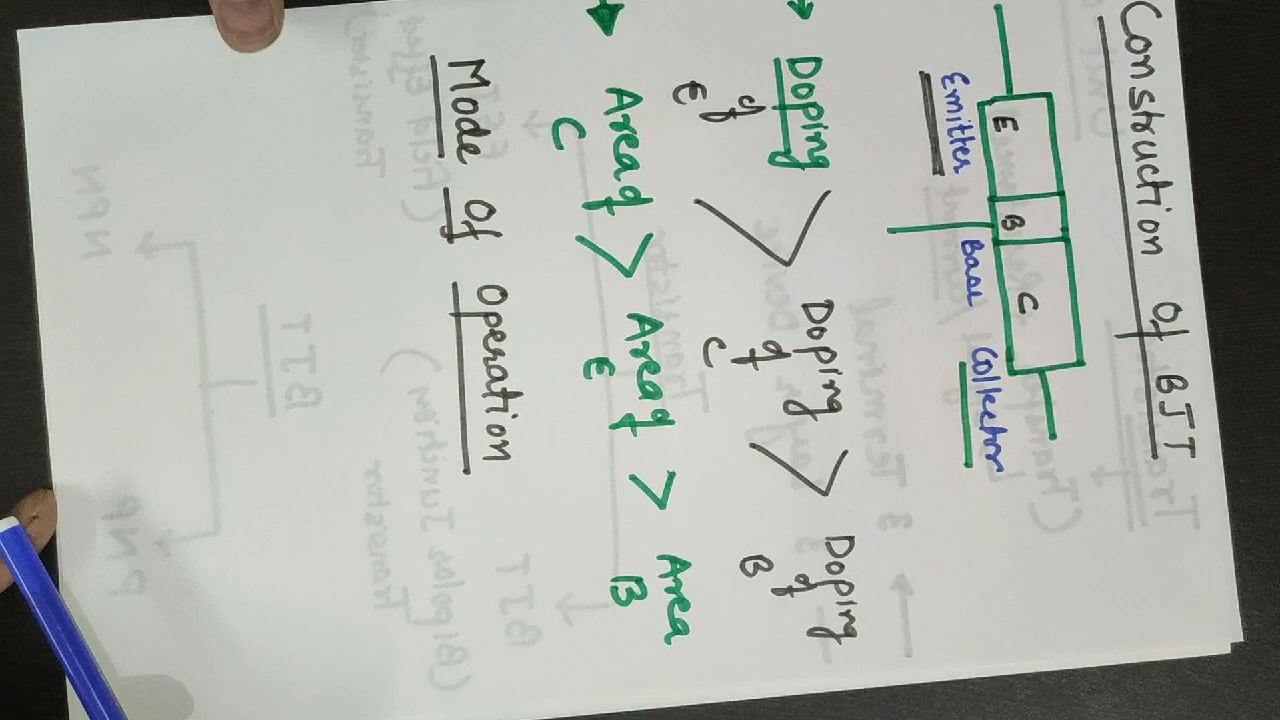 Construction Of BJT
E B C
Emitter Base Collector
Doping of E > Doping of C > Doping of B
Area of C > Area of E > Area B
Mode Of Operation